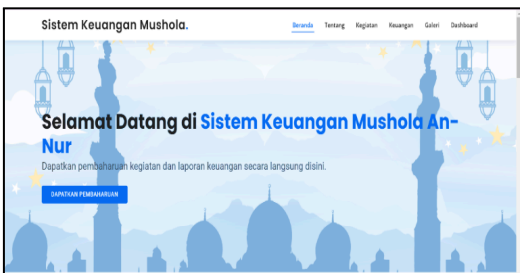 Sistem Keuangan Mushola.
Beranda Tentang Kegiatan Keuangan Galeri Dashboard
Selamat Datang di Sistem Keuangan Mushola An-
Nur
Dapatkan pembaharuan kegiatan dan laporan keuangan secara langsung disini.
DAPATKAN PEMBAHARUAN